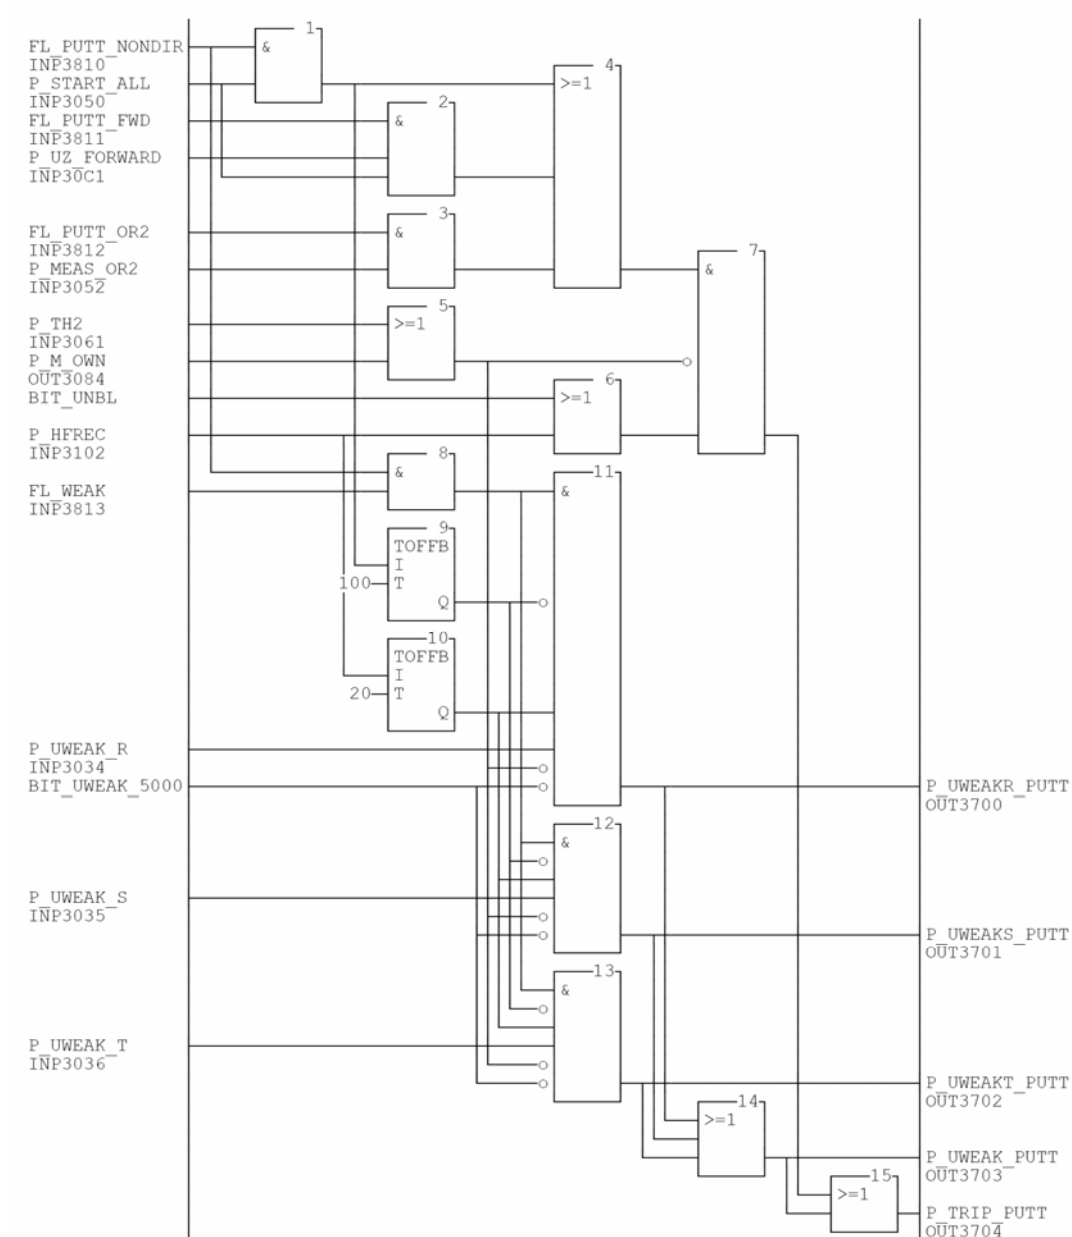 1
FL_PUTT_NONDIR
&
INP3810
P_START_ALL
4
>=1
INP3050
2
FL_PUTT_FWD
&
INP3811
P_UZ_FORWARD
INP30C1
3
FL_PUTT_OR2
&
INP3812
7
P_MEAS_OR2
&
INP3052
5
P_TH2
>=1
INP3061
P_M_OWN
OUT3084
6
BIT_UNBL
>=1
P_HFREC
INP3102
8
&
11
FL_WEAK
&
INP3813
9
TOFFB
I
100
T
Q
10
TOFFB
I
20
T
Q
P_UWEAK_R
INP3034
BIT_UWEAK_5000
P_UWEAKR_PUTT
OUT3700
12
&
P_UWEAK_S
INP3035
P_UWEAKS_PUTT
OUT3701
13
&
P_UWEAK_T
INP3036
P_UWEAKT_PUTT
OUT3702
14
>=1
P_UWEAK_PUTT
OUT3703
15
>=1
P_TRIP_PUTT
OUT3704